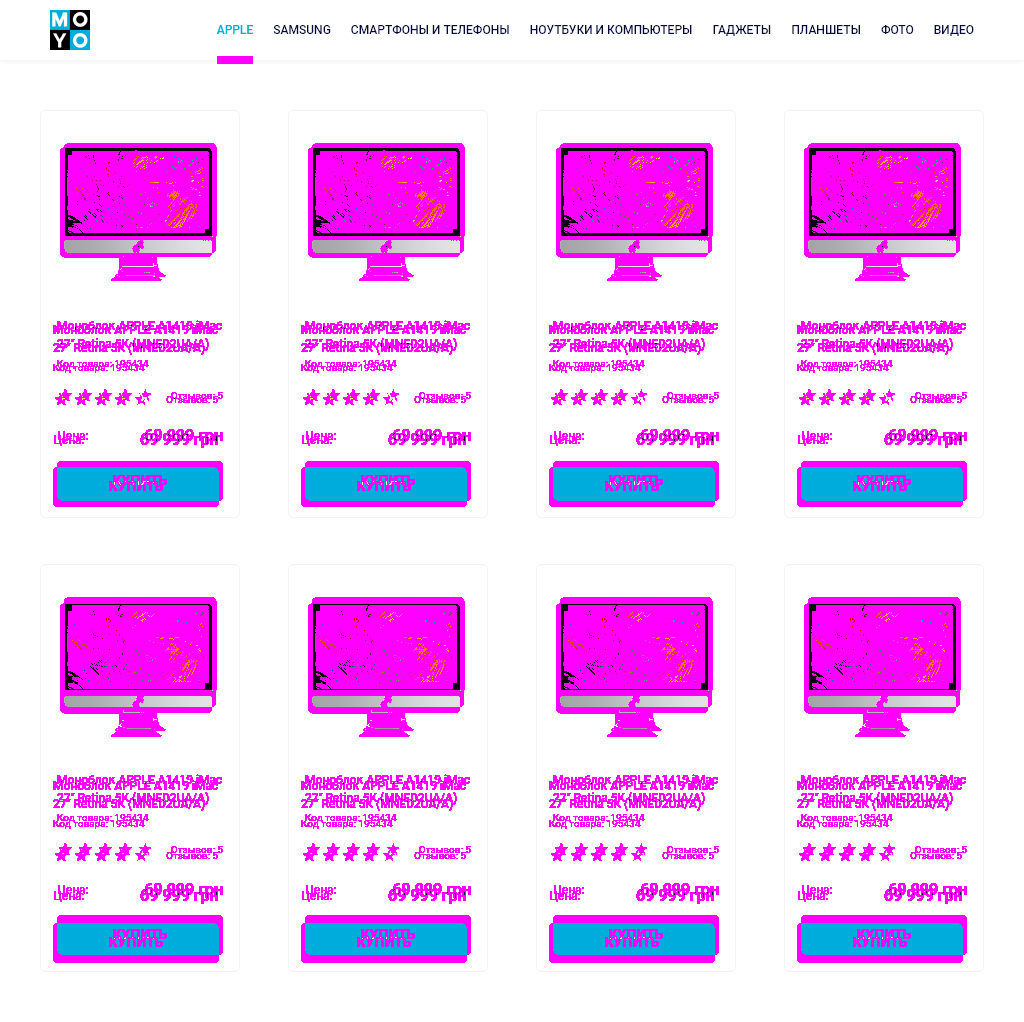 MO
YO
APPLE SAMSUNG СМАРТФОНЫ И ТЕЛЕФОНЫ НОУТБУКИ И КОМПЬЮТЕРЫ ГАДЖЕТЫ ПЛАНШЕТЫ ФОТО ВИДЕО
Моноблок APPLE A1419 iMac
27" Retina 5K (MNED2UA/A)
Код товара: 195434
Отзывов: 5
Цена: 69 999 грн
КУПИТЬ
Моноблок APPLE A1419 iMac
27" Retina 5K (MNED2UA/A)
Код товара: 195434
Отзывов: 5
Цена: 69 999 грн
КУПИТЬ
Моноблок APPLE A1419 iMac
27" Retina 5K (MNED2UA/A)
Код товара: 195434
Отзывов: 5
Цена: 69 999 грн
КУПИТЬ
Моноблок APPLE A1419 iMac
27" Retina 5K (MNED2UA/A)
Код товара: 195434
Отзывов: 5
Цена: 69 999 грн
КУПИТЬ
Моноблок APPLE A1419 iMac
27" Retina 5K (MNED2UA/A)
Код товара: 195434
Отзывов: 5
Цена: 69 999 грн
КУПИТЬ
Моноблок APPLE A1419 iMac
27" Retina 5K (MNED2UA/A)
Код товара: 195434
Отзывов: 5
Цена: 69 999 грн
КУПИТЬ
Моноблок APPLE A1419 iMac
27" Retina 5K (MNED2UA/A)
Код товара: 195434
Отзывов: 5
Цена: 69 999 грн
КУПИТЬ
Моноблок APPLE A1419 iMac
27" Retina 5K (MNED2UA/A)
Код товара: 195434
Отзывов: 5
Цена: 69 999 грн
КУПИТЬ